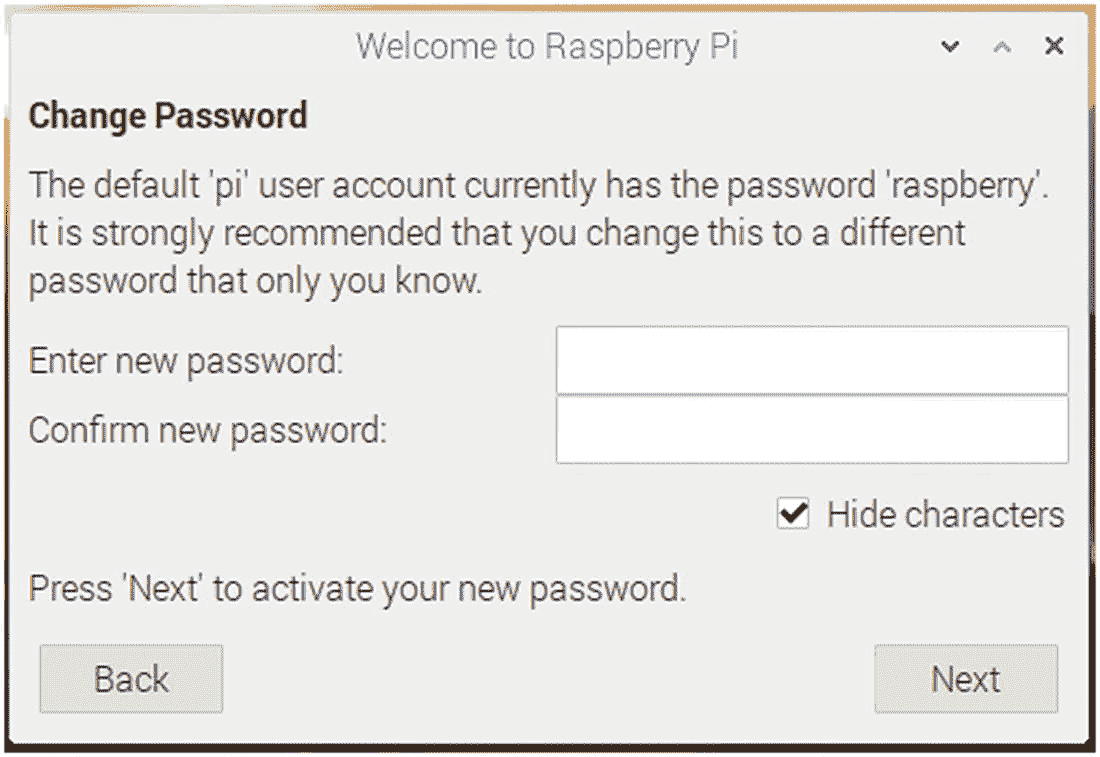 Welcome to Raspberry Pi
Change Password
The default 'pi' user account currently has the password 'raspberry'.
It is strongly recommended that you change this to a different
password that only you know.
Enter new password:
Confirm new password:
Hide characters
Press 'Next' to activate your new password.
Back Next